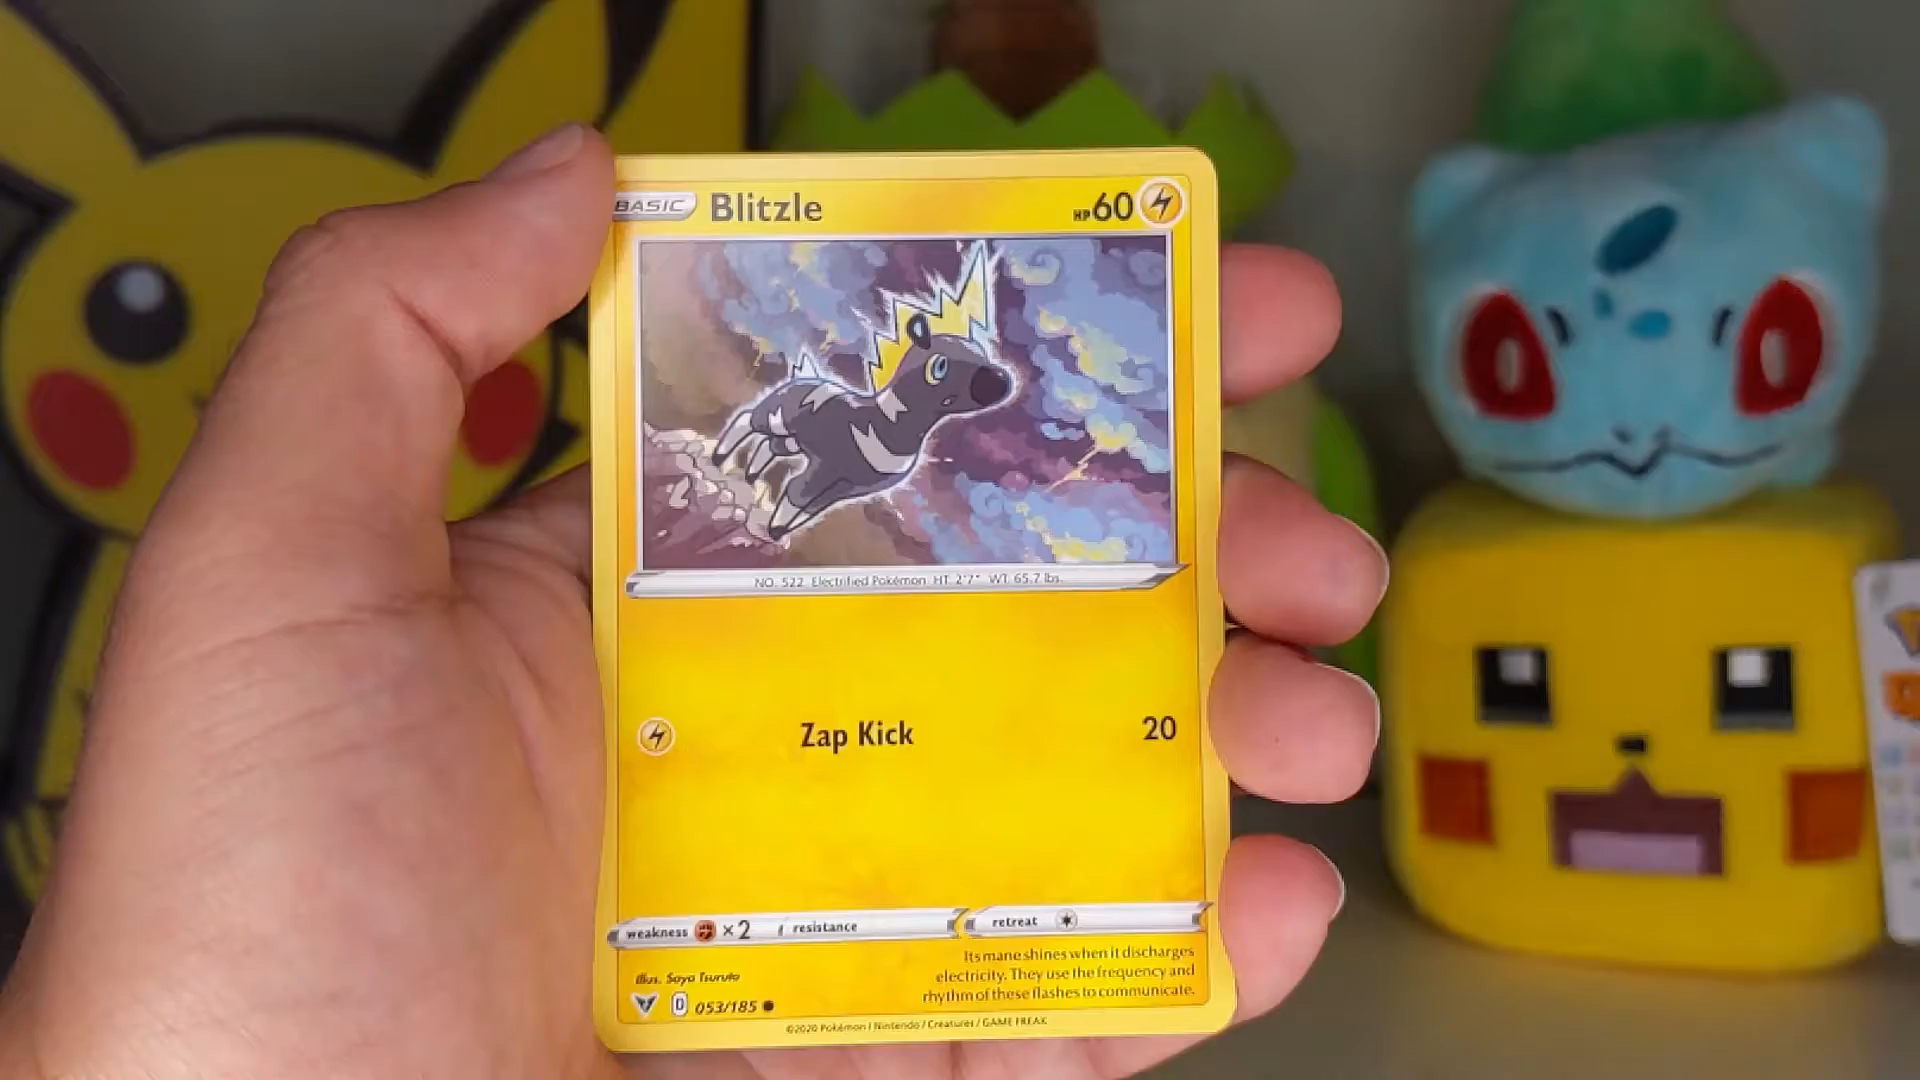 BASIC Blitzle HP60
NO. 522 Electrified Pokémon HT 2'7" WT 65.7 lbs.
Zap Kick 20
weakness ×2 resistance retreat
Its mane shines when it discharges
electricity. They use the frequency and
rhythm of these flashes to communicate.
Illus. Saya Tsuruta
D 053/185
©2020 Pokémon / Nintendo / Creatures / GAME FREAK